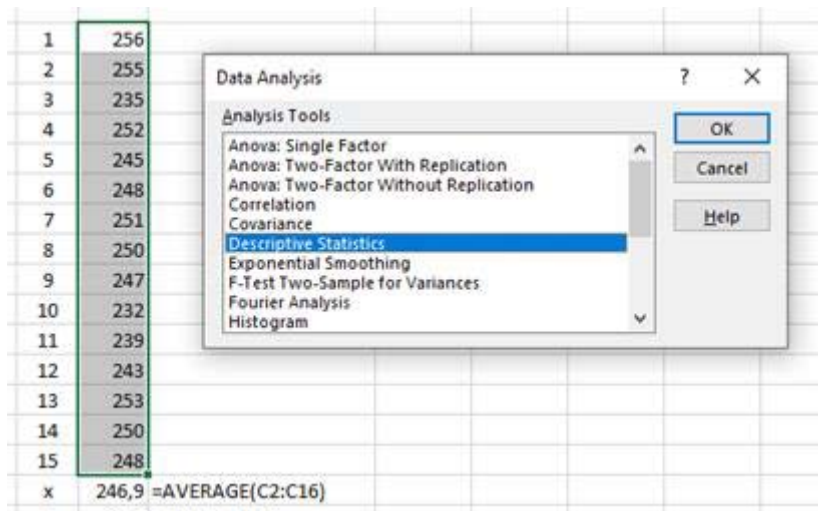 1 256
2 255
3 235
4 252
5 245
6 248
7 251
8 250
9 247
10 232
11 239
12 243
13 253
14 250
15 248
x 246,9 =AVERAGE(C2:C16)
Data Analysis ? ×
Analysis Tools
Anova: Single Factor
Anova: Two-Factor With Replication
Anova: Two-Factor Without Replication
Correlation
Covariance
Descriptive Statistics
Exponential Smoothing
F-Test Two-Sample for Variances
Fourier Analysis
Histogram
OK
Cancel
Help